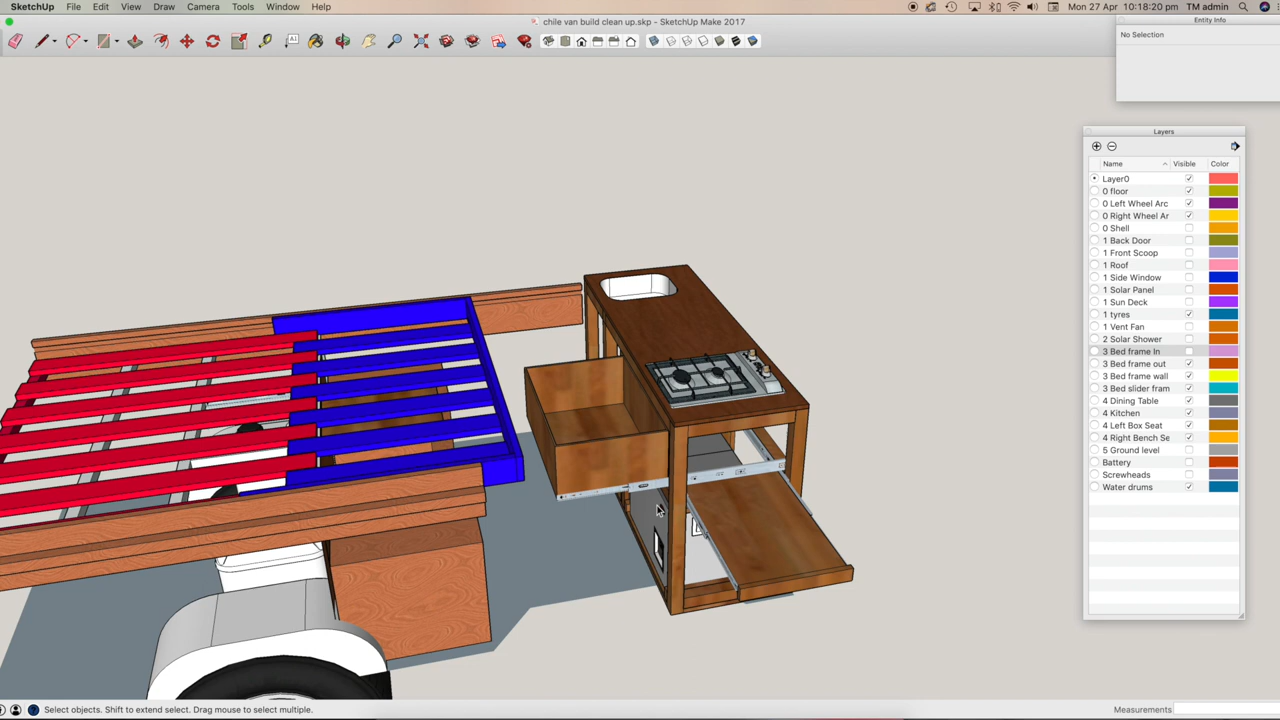 SketchUp File Edit View Draw Camera Tools Window Help
Mon 27 Apr 10:18:20 pm TM admin
chile van build clean up.skp - SketchUp Make 2017
Entity Info
No Selection
Layers
Name Visible Color
Layer0
0 floor
0 Left Wheel Arc
0 Right Wheel Ar
0 Shell
1 Back Door
1 Front Scoop
1 Roof
1 Side Window
1 Solar Panel
1 Sun Deck
1 tyres
1 Vent Fan
2 Solar Shower
3 Bed frame In
3 Bed frame out
3 Bed frame wall
3 Bed slider fram
4 Dining Table
4 Kitchen
4 Left Box Seat
4 Right Bench Se
5 Ground level
Battery
Screwheads
Water drums
Select objects. Shift to extend select. Drag mouse to select multiple.
Measurements